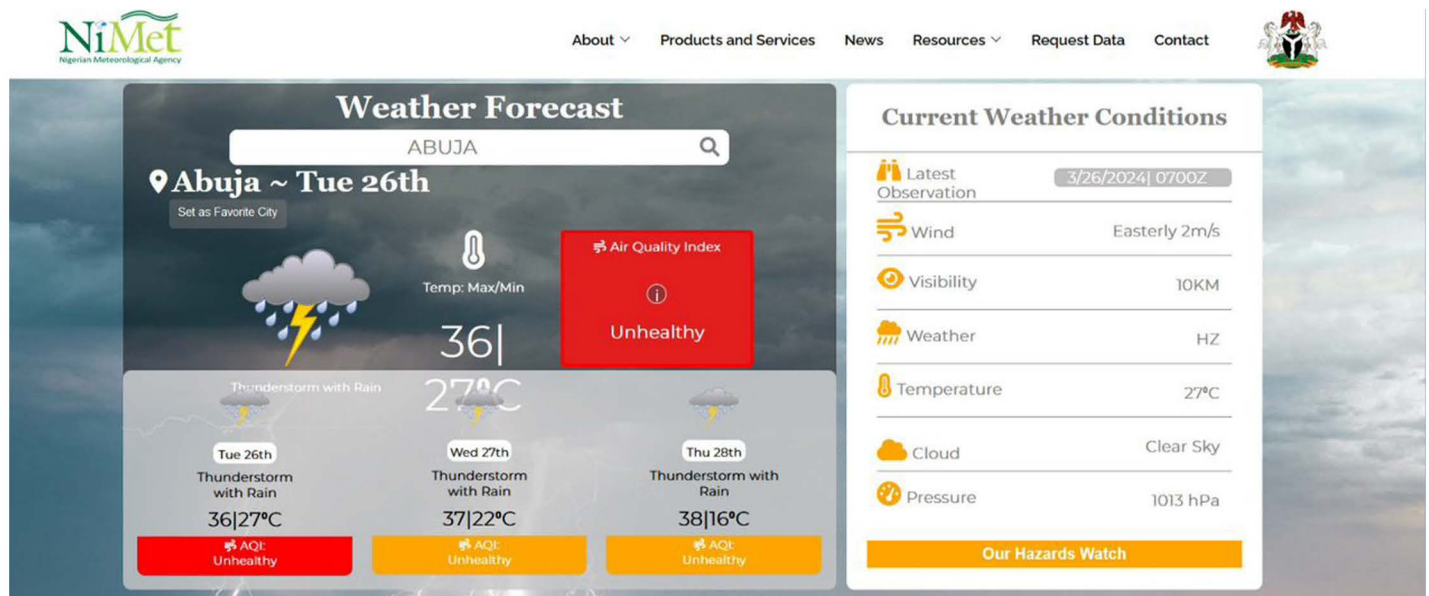 NiMet
Nigerian Meteorological Agency
About
Products and Services
News
Resources
Request Data
Contact
Weather Forecast
ABUJA
Abuja ~ Tue 26th
Set as Favorite City
Temp: Max/Min
36|
27°C
Air Quality Index
Unhealthy
Thunderstorm with Rain
Tue 26th
Thunderstorm
with Rain
36|27°C
AQI:
Unhealthy
Wed 27th
Thunderstorm
with Rain
37|22°C
AQI:
Unhealthy
Thu 28th
Thunderstorm with
Rain
38|16°C
AQI:
Unhealthy
Current Weather Conditions
Latest
Observation
3/26/2024| 0700Z
Wind
Easterly 2m/s
Visibility
10KM
Weather
HZ
Temperature
27°C
Cloud
Clear Sky
Pressure
1013 hPa
Our Hazards Watch